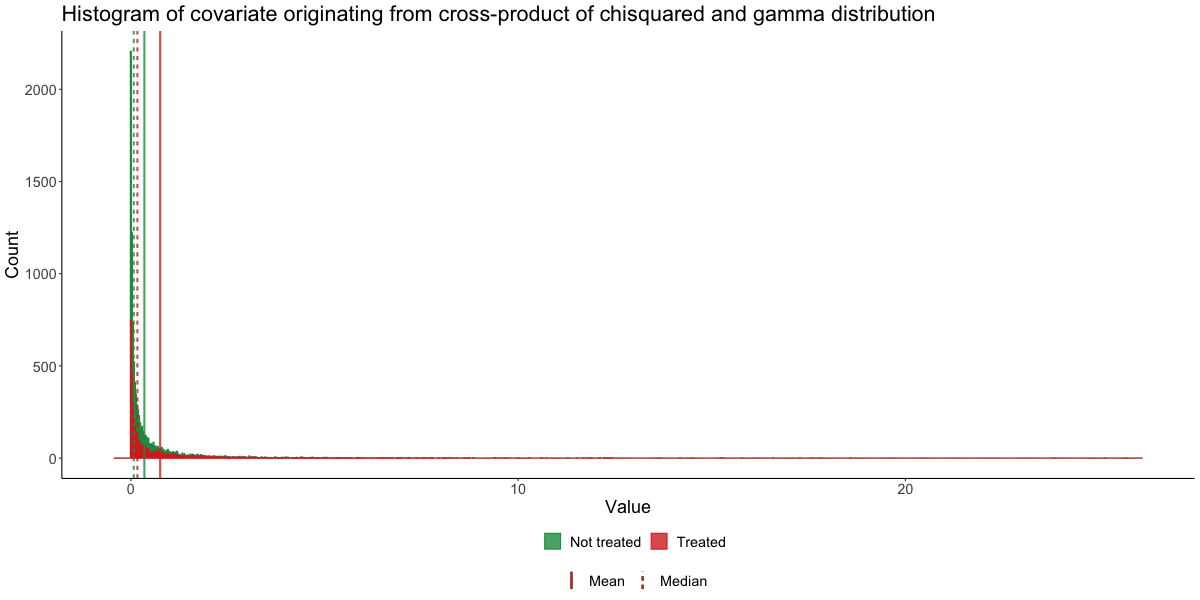 Histogram of covariate originating from cross-product of chisquared and gamma distribution
Count
2000
1500
1000
500
0
0 10 20
Value
Not treated Treated
Mean Median